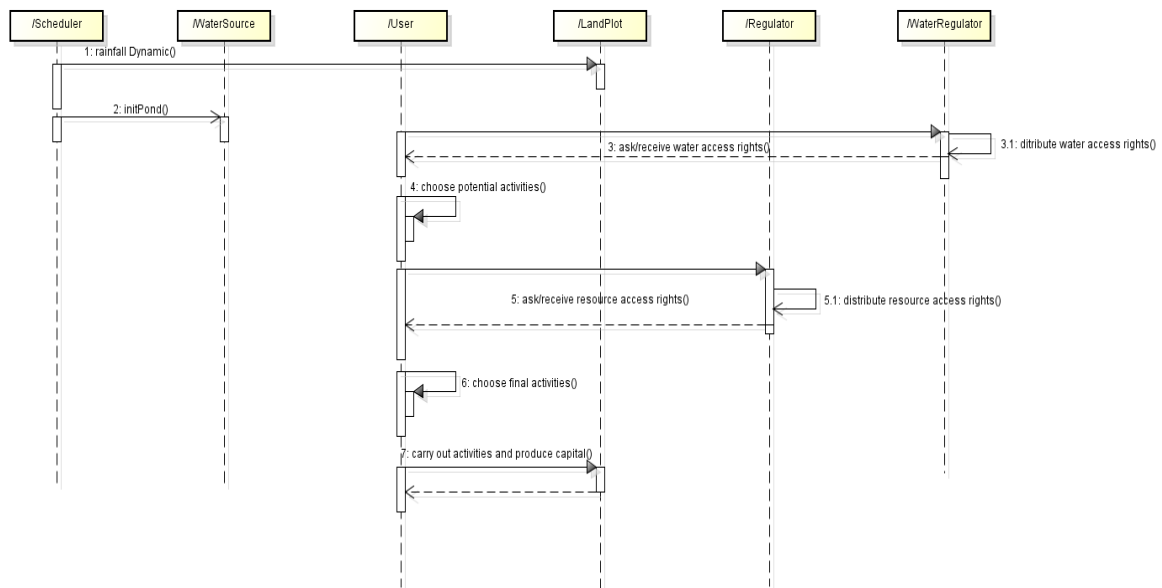 /Scheduler
/WaterSource
/User
/LandPlot
/Regulator
/WaterRegulator
1: rainfall Dynamic()
2: initPond()
3: ask/receive water access rights()
3.1: ditribute water access rights()
4: choose potential activities()
5: ask/receive resource access rights()
5.1: distribute resource access rights()
6: choose final activities()
7: carry out activities and produce capital()